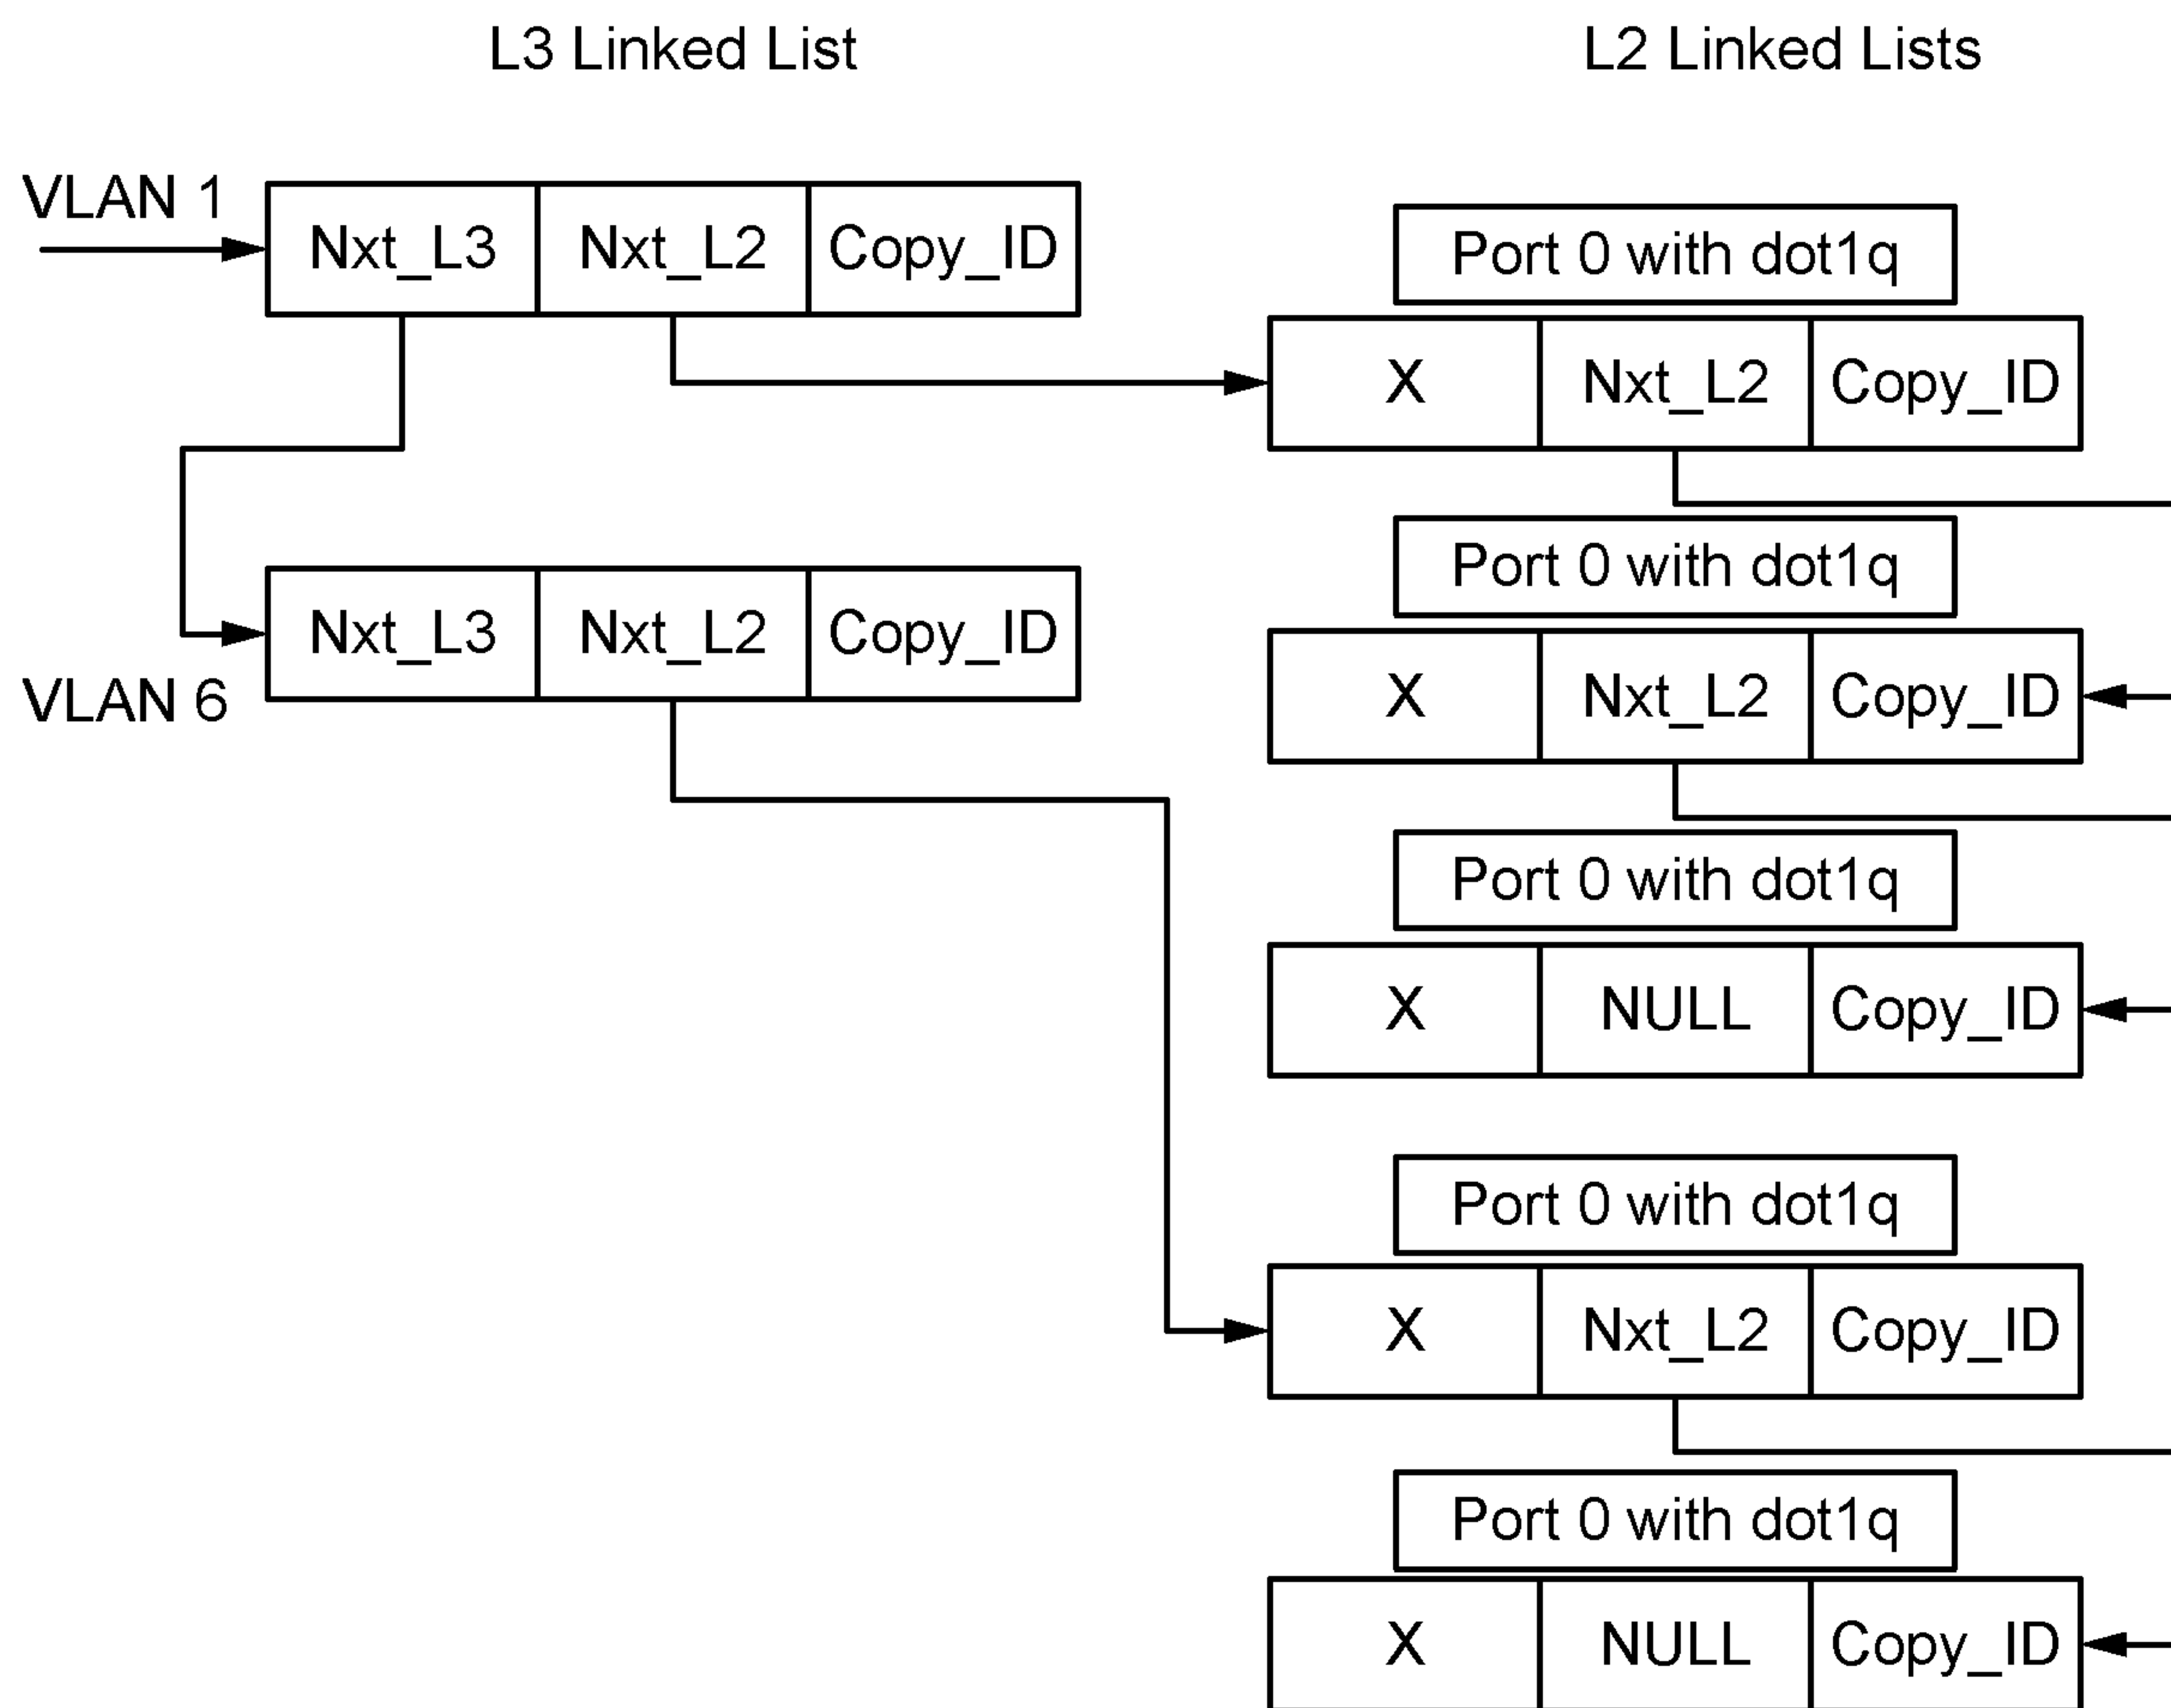 L3 Linked List
L2 Linked Lists
VLAN 1
Nxt_L3 Nxt_L2 Copy_ID
Port 0 with dot1q
X Nxt_L2 Copy_ID
Port 0 with dot1q
Nxt_L3 Nxt_L2 Copy_ID
VLAN 6
X Nxt_L2 Copy_ID
Port 0 with dot1q
X NULL Copy_ID
Port 0 with dot1q
X Nxt_L2 Copy_ID
Port 0 with dot1q
X NULL Copy_ID